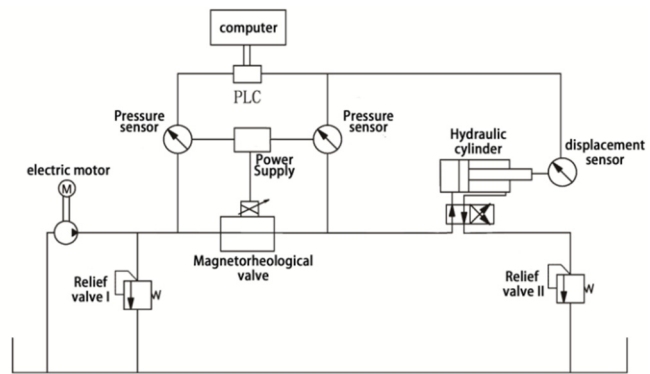 computer
PLC
Pressure
sensor
Pressure
sensor
Hydraulic
cylinder
displacement
sensor
Power
Supply
electric motor
M
Magnetorheological
valve
Relief
valve I
W
Relief
valve II
W